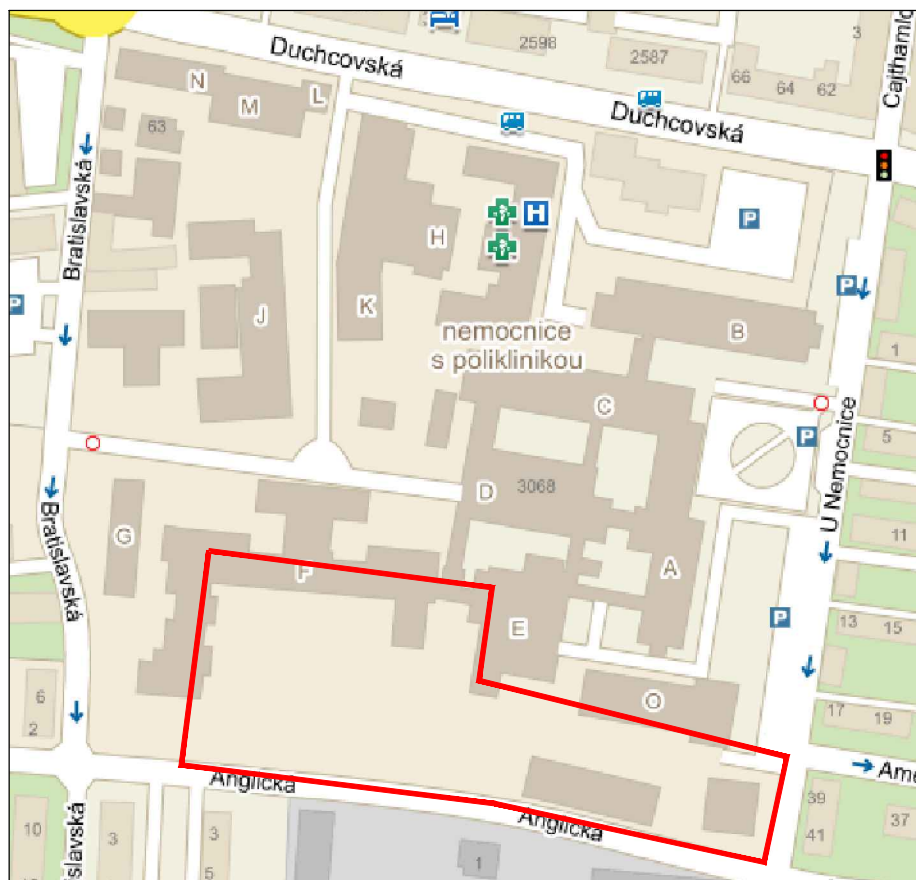 2598
2587
3
66
64
62
Duchcovská
Duchcovská
N
M
L
63
H
H
P
P
P
Bratislavská
J
K
B
nemocnice
s poliklinikou
C
1
P
5
U Nemocnice
D
3068
11
G
Bratislavská
F
A
E
P
13
15
O
6
2
17
19
Anglická
Anglická
39
41
37
10
3
3
5
1